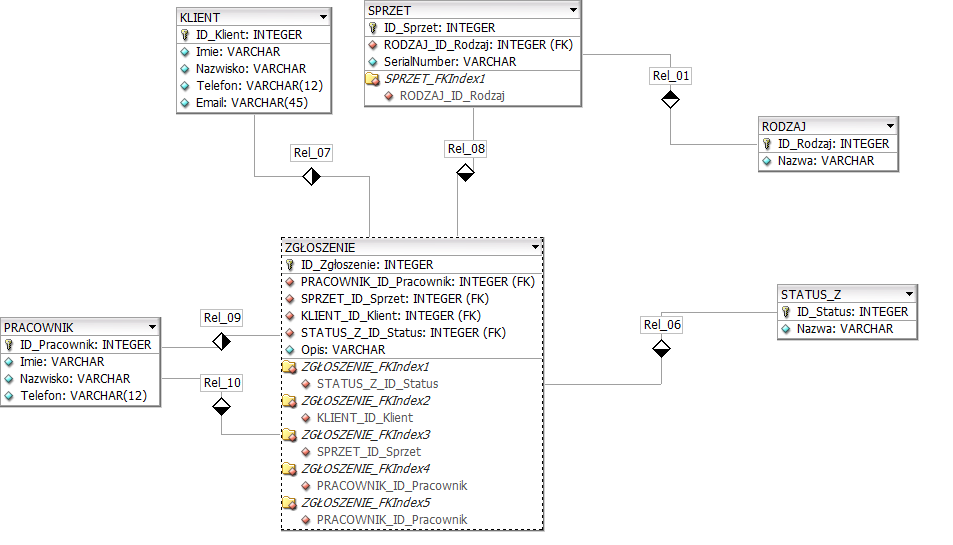 KLIENT
ID_Klient: INTEGER
Imie: VARCHAR
Nazwisko: VARCHAR
Telefon: VARCHAR(12)
Email: VARCHAR(45)
SPRZET
ID_Sprzet: INTEGER
RODZAJ_ID_Rodzaj: INTEGER (FK)
SerialNumber: VARCHAR
SPRZET_FKIndex1
RODZAJ_ID_Rodzaj
Rel_01
RODZAJ
ID_Rodzaj: INTEGER
Nazwa: VARCHAR
Rel_07
Rel_08
ZGŁOSZENIE
ID_Zgłoszenie: INTEGER
PRACOWNIK_ID_Pracownik: INTEGER (FK)
SPRZET_ID_Sprzet: INTEGER (FK)
KLIENT_ID_Klient: INTEGER (FK)
STATUS_Z_ID_Status: INTEGER (FK)
Opis: VARCHAR
ZGŁOSZENIE_FKIndex1
STATUS_Z_ID_Status
ZGŁOSZENIE_FKIndex2
KLIENT_ID_Klient
ZGŁOSZENIE_FKIndex3
SPRZET_ID_Sprzet
ZGŁOSZENIE_FKIndex4
PRACOWNIK_ID_Pracownik
ZGŁOSZENIE_FKIndex5
PRACOWNIK_ID_Pracownik
PRACOWNIK
ID_Pracownik: INTEGER
Imie: VARCHAR
Nazwisko: VARCHAR
Telefon: VARCHAR(12)
Rel_09
Rel_10
Rel_06
STATUS_Z
ID_Status: INTEGER
Nazwa: VARCHAR